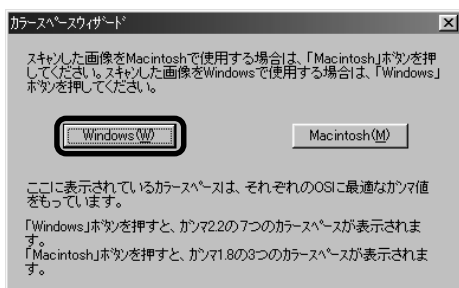 ｶﾗｰｽﾍﾟｰｽｳｨｻﾞｰﾄﾞ
ｽｷｬﾝした画像をMacintoshで使用する場合は、「Macintosh」ﾎﾞﾀﾝを押
してください。ｽｷｬﾝした画像をWindowsで使用する場合は、「Windows」
ﾎﾞﾀﾝを押してください。
Windows(W) Macintosh(M)
ここに表示されているｶﾗｰｽﾍﾟｰｽは、それぞれのOSに最適なｶﾞﾝﾏ値
をもっています。
「Windows」ﾎﾞﾀﾝを押すと、ｶﾞﾝﾏ2.2の7つのｶﾗｰｽﾍﾟｰｽが表示されま
す。
「Macintosh」ﾎﾞﾀﾝを押すと、ｶﾞﾝﾏ1.8の3つのｶﾗｰｽﾍﾟｰｽが表示されま
す。